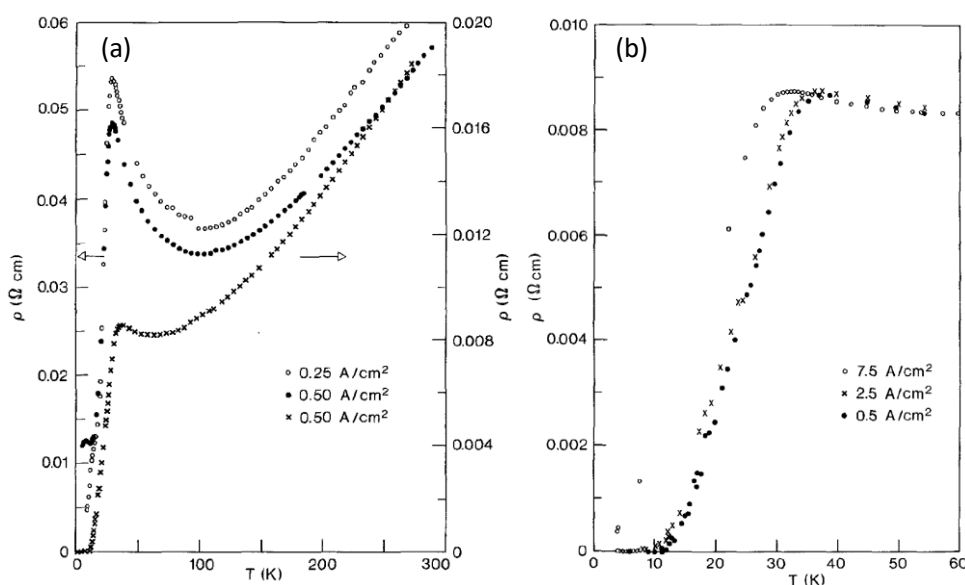 (a)
0.06
0.05
0.04
0.03
0.02
0.01
0
ρ (Ω cm)
0.020
0.016
0.012
0.008
0.004
0.00
ρ (Ω cm)
○ 0.25 A/cm²
● 0.50 A/cm²
× 0.50 A/cm²
0 100 200 300
T (K)
(b)
0.010
0.008
0.006
0.004
0.002
0
ρ (Ω cm)
○ 7.5 A/cm²
× 2.5 A/cm²
● 0.5 A/cm²
0 10 20 30 40 50 60
T (K)